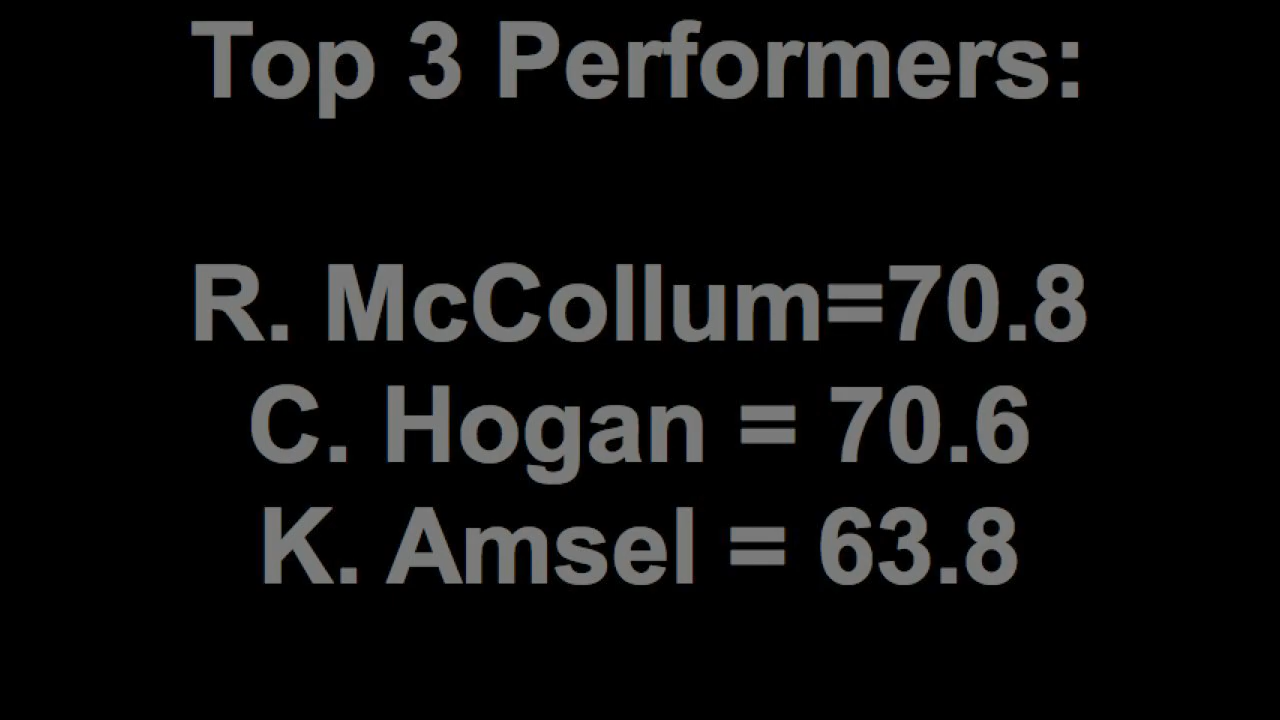 Top 3 Performers:
R. McCollum=70.8
C. Hogan = 70.6
K. Amsel = 63.8